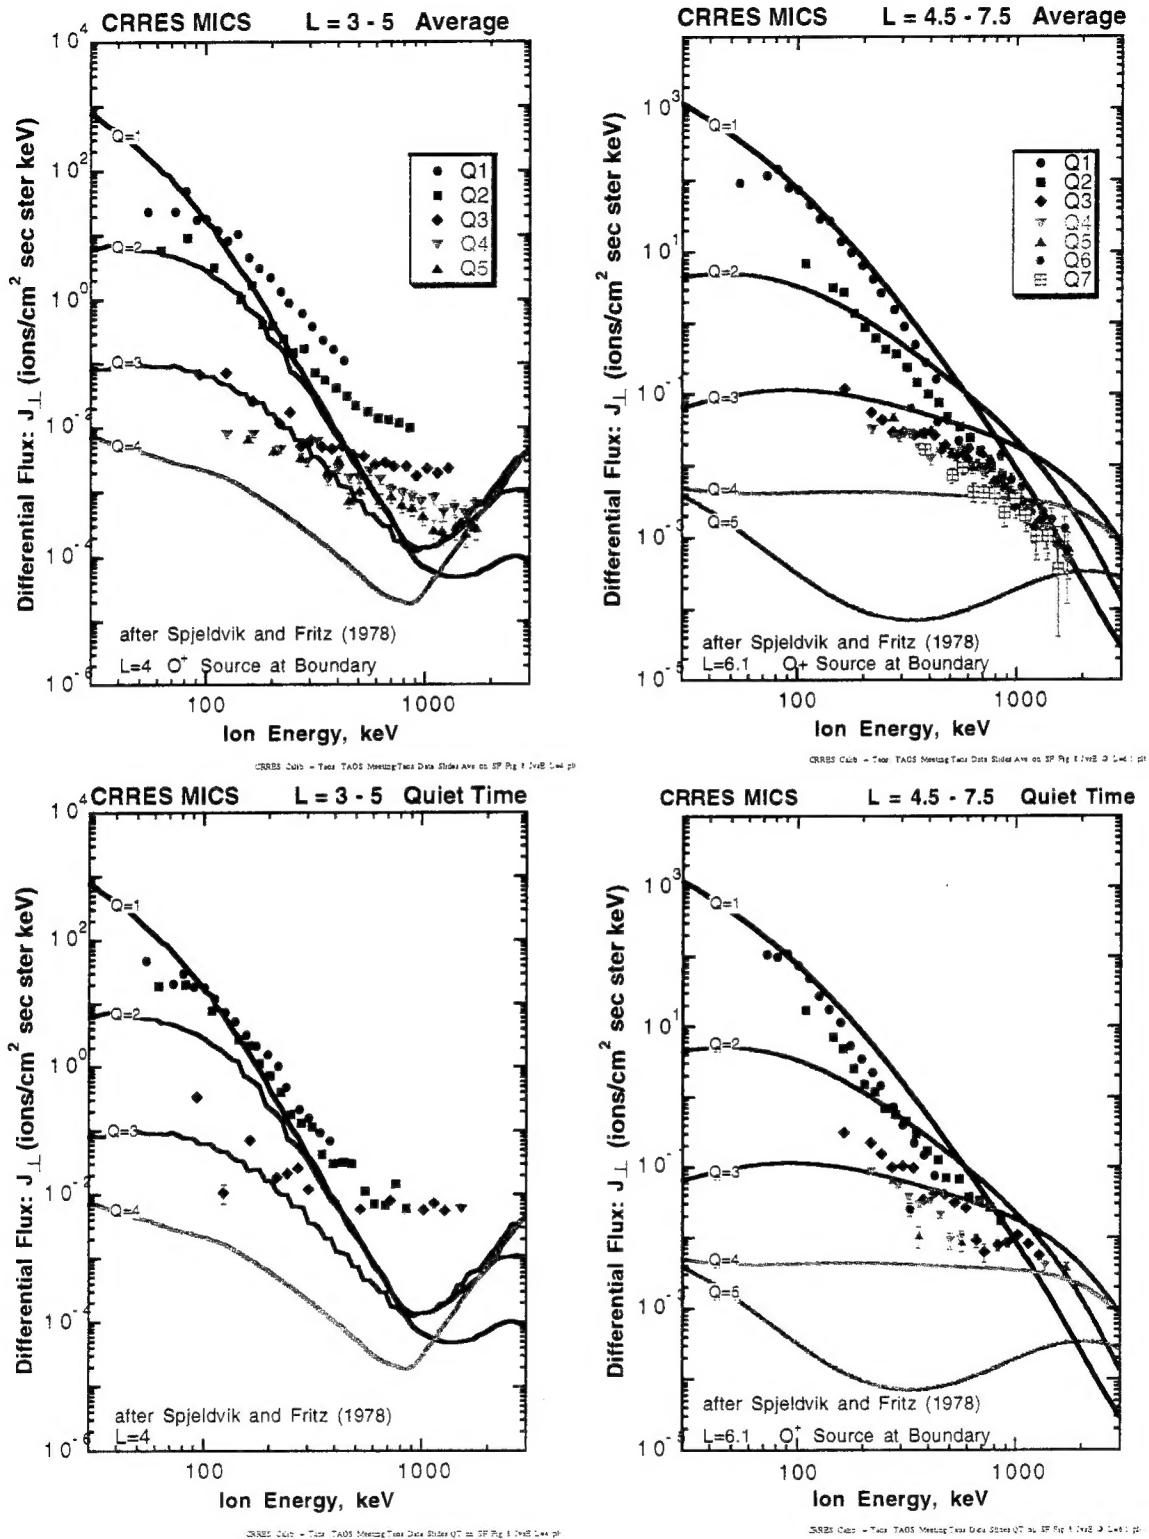 CRRES MICS L = 3 - 5 Average
10^4
10^2
10^0
10^-2
10^-4
10^-6
Differential Flux: J⊥ (ions/cm² sec ster keV)
Q=1
Q=2
Q=3
Q=4
Q1
Q2
Q3
Q4
Q5
after Spjeldvik and Fritz (1978)
L=4 O⁺ Source at Boundary
100 1000
Ion Energy, keV
CRRES MICS L = 4.5 - 7.5 Average
10^3
10^1
10^-1
10^-3
10^-5
Differential Flux: J⊥ (ions/cm² sec ster keV)
Q=1
Q=2
Q=3
Q=4
Q=5
Q1
Q2
Q3
Q4
Q5
Q6
Q7
after Spjeldvik and Fritz (1978)
L=6.1 O+ Source at Boundary
100 1000
Ion Energy, keV
CRRES MICS L = 3 - 5 Quiet Time
10^4
10^2
10^0
10^-2
10^-4
10^-6
Differential Flux: J⊥ (ions/cm² sec ster keV)
Q=1
Q=2
Q=3
Q=4
after Spjeldvik and Fritz (1978)
L=4
100 1000
Ion Energy, keV
CRRES MICS L = 4.5 - 7.5 Quiet Time
10^3
10^1
10^-1
10^-3
10^-5
Differential Flux: J⊥ (ions/cm² sec ster keV)
Q=1
Q=2
Q=3
Q=4
Q=5
after Spjeldvik and Fritz (1978)
L=6.1 O⁺ Source at Boundary
100 1000
Ion Energy, keV